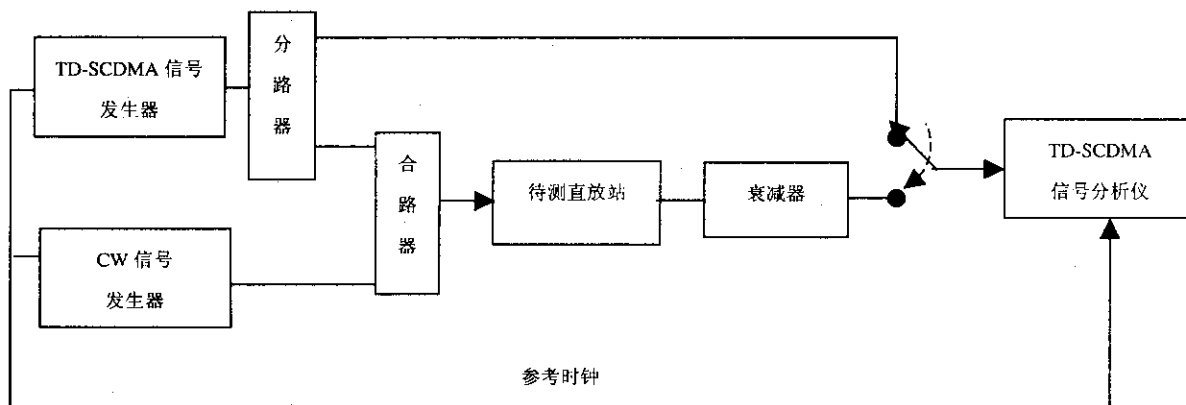 TD-SCDMA 信号
发生器
分
路
器
合
路
器
待测直放站
衰减器
TD-SCDMA
信号分析仪
CW 信号
发生器
参考时钟